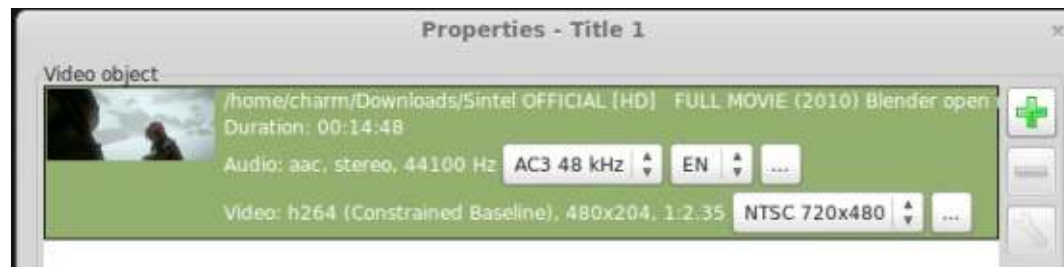 Properties - Title 1
Video object
/home/charm/Downloads/Sintel OFFICIAL [HD] FULL MOVIE (2010) Blender open
Duration: 00:14:48
Audio: aac, stereo, 44100 Hz AC3 48 kHz EN ...
Video: h264 (Constrained Baseline), 480x204, 1:2.35 NTSC 720x480 ...